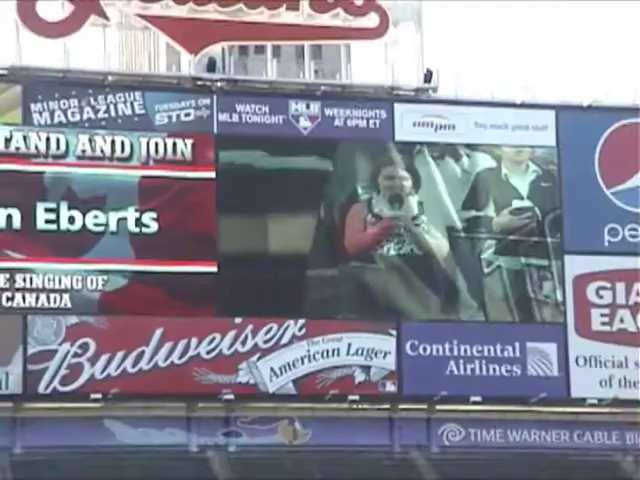 MINOR LEAGUE
MAGAZINE
TUESDAYS ON
STO
WATCH
MLB TONIGHT
MLB
WEEKNIGHTS
AT 6PM ET
TAND AND JOIN
n Eberts
E SINGING OF
CANADA
pe
GIA
EA
Official s
of the
Budweiser
The Great
American Lager
Continental
Airlines
TIME WARNER CABLE B